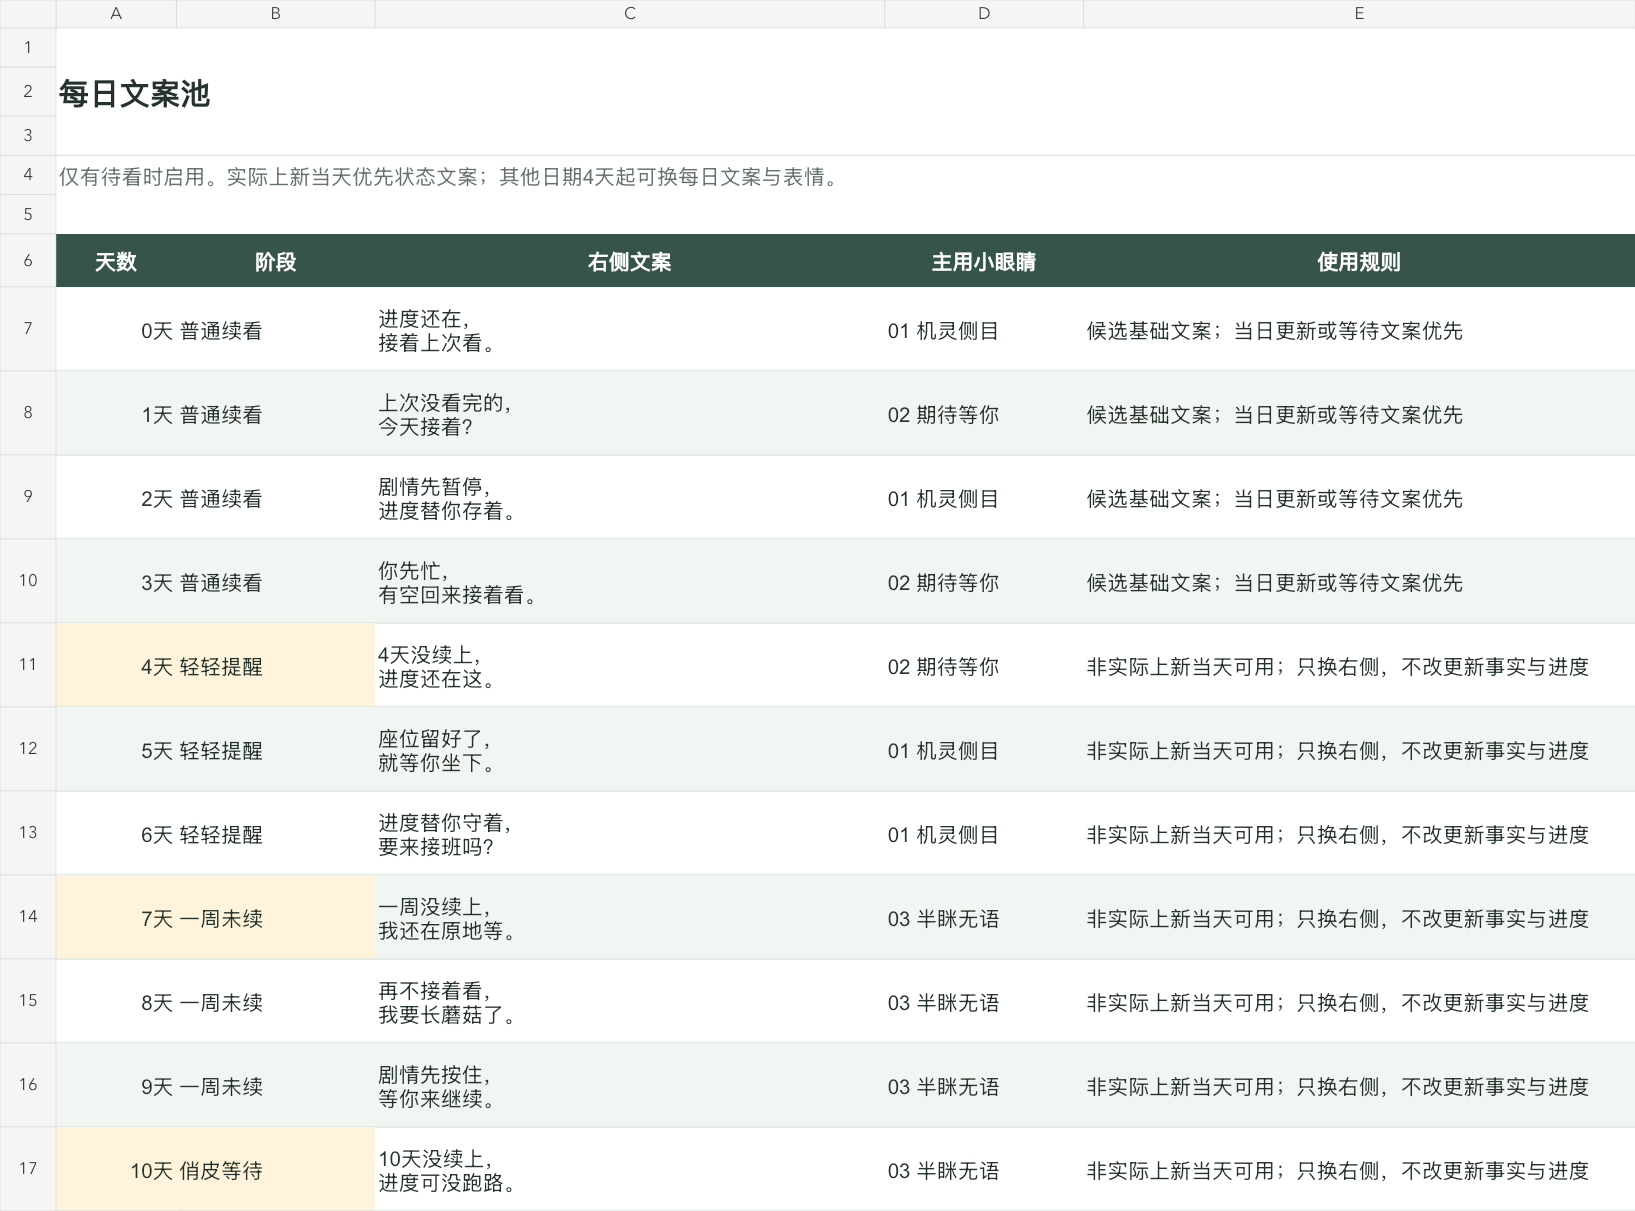 A B C D E
1
2 每日文案池
3
4 仅有待看时启用。实际上新当天优先状态文案；其他日期4天起可换每日文案与表情。
5
6 天数 阶段 右侧文案 主用小眼睛 使用规则
7 0天 普通续看 进度还在，
接着上次看。 01 机灵侧目 候选基础文案；当日更新或等待文案优先
8 1天 普通续看 上次没看完的，
今天接着？ 02 期待等你 候选基础文案；当日更新或等待文案优先
9 2天 普通续看 剧情先暂停，
进度替你存着。 01 机灵侧目 候选基础文案；当日更新或等待文案优先
10 3天 普通续看 你先忙，
有空回来接着看。 02 期待等你 候选基础文案；当日更新或等待文案优先
11 4天 轻轻提醒 4天没续上，
进度还在这。 02 期待等你 非实际上新当天可用；只换右侧，不改更新事实与进度
12 5天 轻轻提醒 座位留好了，
就等你坐下。 01 机灵侧目 非实际上新当天可用；只换右侧，不改更新事实与进度
13 6天 轻轻提醒 进度替你守着，
要来接班吗？ 01 机灵侧目 非实际上新当天可用；只换右侧，不改更新事实与进度
14 7天 一周未续 一周没续上，
我还在原地等。 03 半眯无语 非实际上新当天可用；只换右侧，不改更新事实与进度
15 8天 一周未续 再不接着看，
我要长蘑菇了。 03 半眯无语 非实际上新当天可用；只换右侧，不改更新事实与进度
16 9天 一周未续 剧情先按住，
等你来继续。 03 半眯无语 非实际上新当天可用；只换右侧，不改更新事实与进度
17 10天 俏皮等待 10天没续上，
进度可没跑路。 03 半眯无语 非实际上新当天可用；只换右侧，不改更新事实与进度